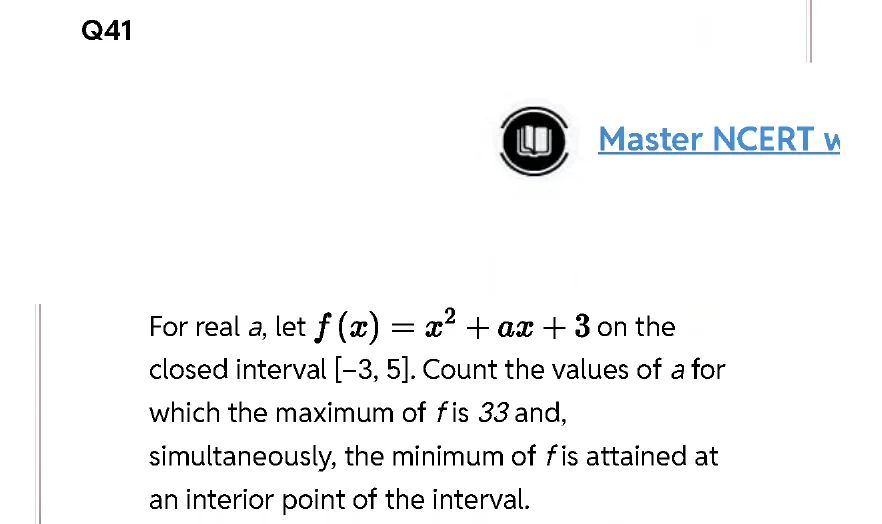 Q41
Master NCERT w
For real a, let f (x) = x² + ax + 3 on the
closed interval [–3, 5]. Count the values of a for
which the maximum of f is 33 and,
simultaneously, the minimum of f is attained at
an interior point of the interval.